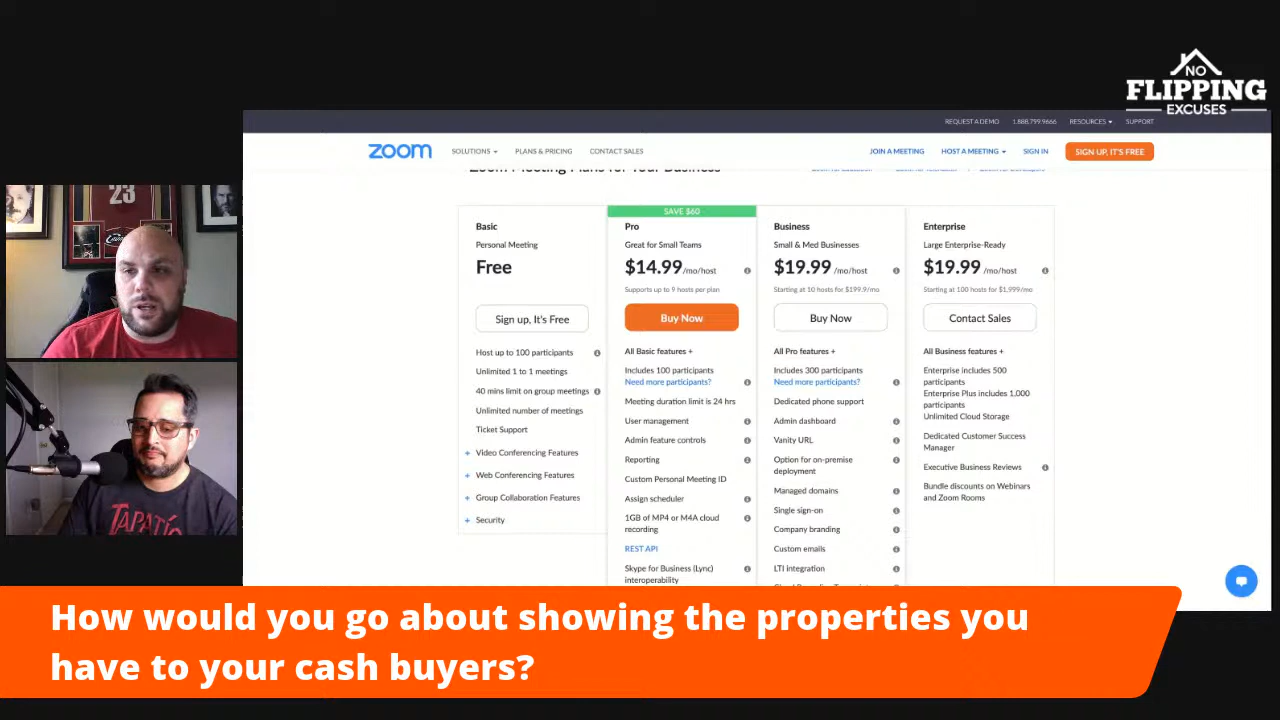 NO
FLIPPING
EXCUSES
REQUEST A DEMO 1.888.799.9666 RESOURCES SUPPORT
zoom SOLUTIONS PLANS & PRICING CONTACT SALES JOIN A MEETING HOST A MEETING SIGN IN SIGN UP, IT'S FREE
Zoom Meeting Plans for Your Business
23
SAVE $60
Basic
Personal Meeting
Free
Sign up, It's Free
Host up to 100 participants
Unlimited 1 to 1 meetings
40 mins limit on group meetings
Unlimited number of meetings
Ticket Support
+ Video Conferencing Features
+ Web Conferencing Features
+ Group Collaboration Features
+ Security
Pro
Great for Small Teams
$14.99 /mo/host
Supports up to 9 hosts per plan
Buy Now
All Basic features +
Includes 100 participants
Need more participants?
Meeting duration limit is 24 hrs
User management
Admin feature controls
Reporting
Custom Personal Meeting ID
Assign scheduler
1GB of MP4 or M4A cloud
recording
REST API
Skype for Business (Lync)
interoperability
Business
Small & Med Businesses
$19.99 /mo/host
Starting at 10 hosts for $199.9/mo
Buy Now
All Pro features +
Includes 300 participants
Need more participants?
Dedicated phone support
Admin dashboard
Vanity URL
Option for on-premise
deployment
Managed domains
Single sign-on
Company branding
Custom emails
LTI integration
Enterprise
Large Enterprise-Ready
$19.99 /mo/host
Starting at 100 hosts for $1,999/mo
Contact Sales
All Business features +
Enterprise includes 500
participants
Enterprise Plus includes 1,000
participants
Unlimited Cloud Storage
Dedicated Customer Success
Manager
Executive Business Reviews
Bundle discounts on Webinars
and Zoom Rooms
TAPATÍO
How would you go about showing the properties you
have to your cash buyers?